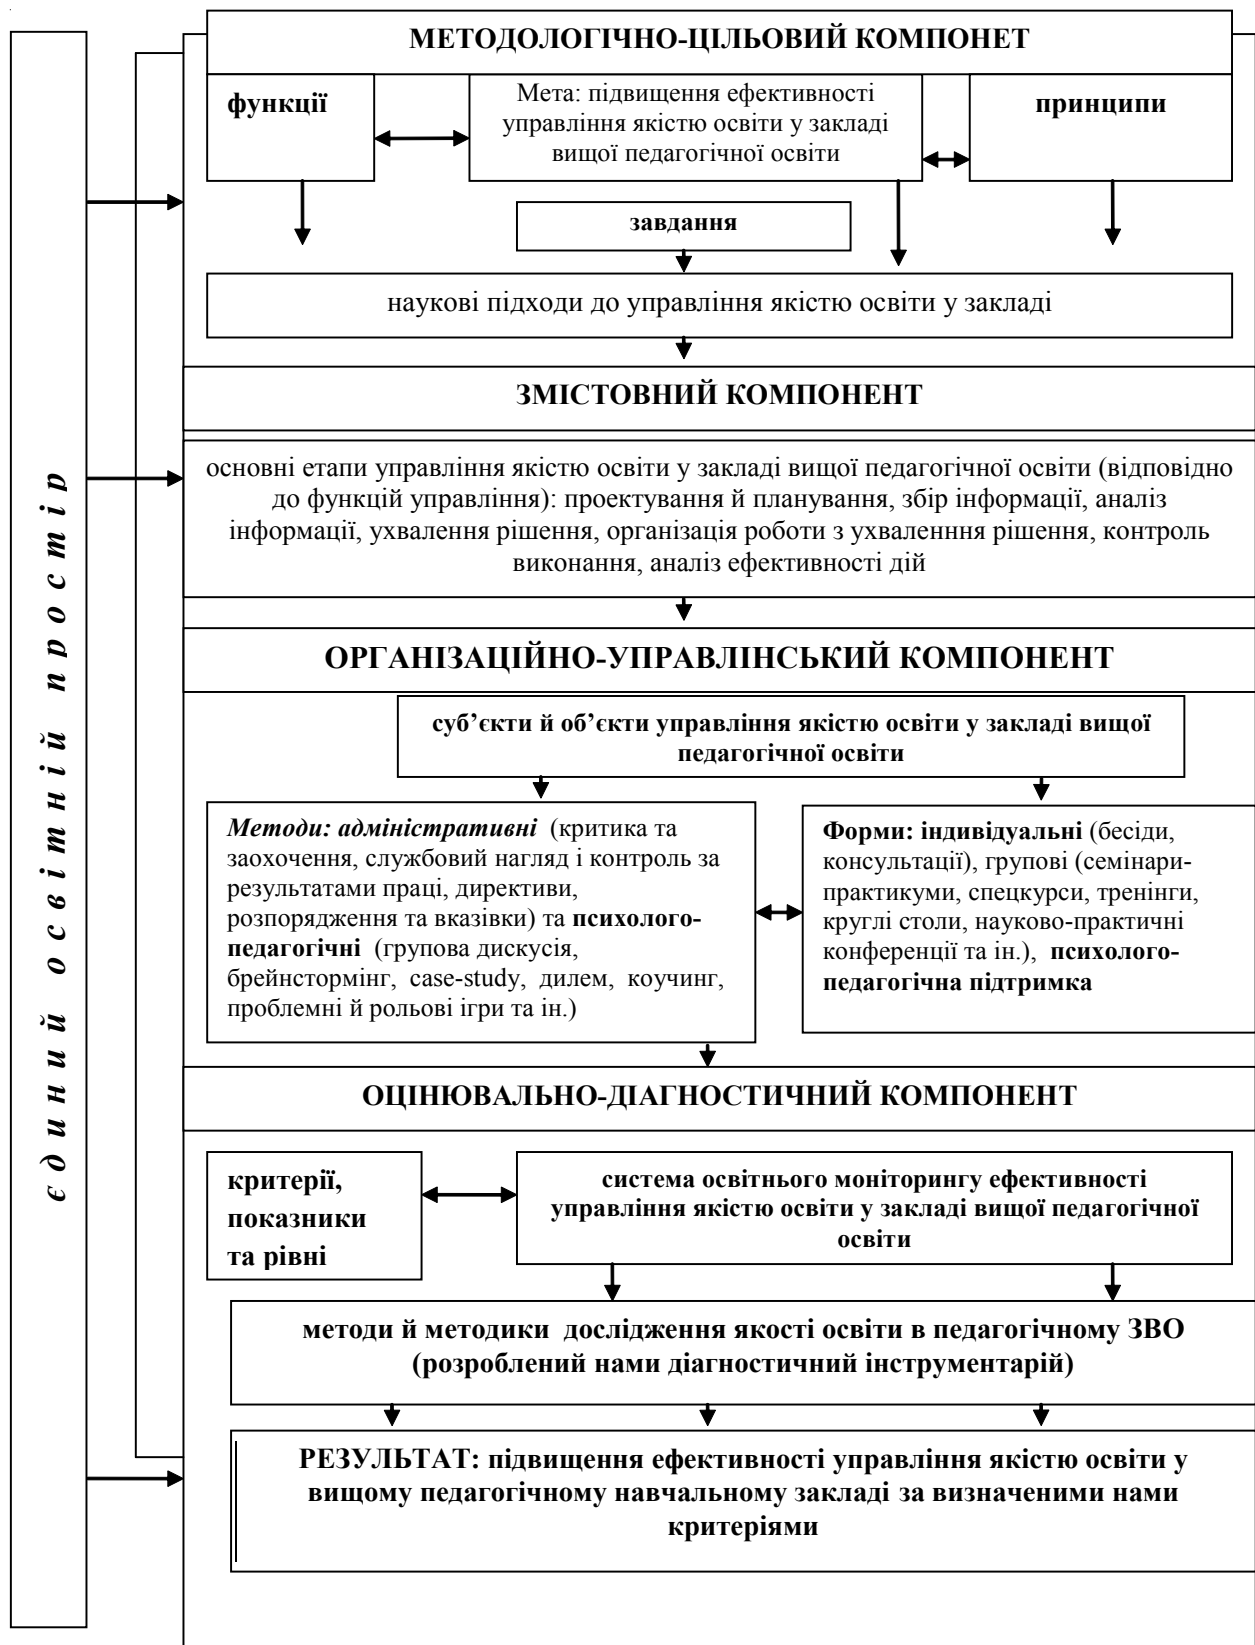 МЕТОДОЛОГІЧНО-ЦІЛЬОВИЙ КОМПОНЕТ
функції
Мета: підвищення ефективності
управління якістю освіти у закладі
вищої педагогічної освіти
принципи
завдання
наукові підходи до управління якістю освіти у закладі
ЗМІСТОВНИЙ КОМПОНЕНТ
основні етапи управління якістю освіти у закладі вищої педагогічної освіти (відповідно
до функцій управління): проектування й планування, збір інформації, аналіз
інформації, ухвалення рішення, організація роботи з ухваленння рішення, контроль
виконання, аналіз ефективності дій
ОРГАНІЗАЦІЙНО-УПРАВЛІНСЬКИЙ КОМПОНЕНТ
суб’єкти й об’єкти управління якістю освіти у закладі вищої
педагогічної освіти
Методи: адміністративні (критика та
заохочення, службовий нагляд і контроль за
результатами праці, директиви,
розпорядження та вказівки) та психолого-
педагогічні (групова дискусія,
брейнстормінг, case-study, дилем, коучинг,
проблемні й рольові ігри та ін.)
Форми: індивідуальні (бесіди,
консультації), групові (семінари-
практикуми, спецкурси, тренінги,
круглі столи, науково-практичні
конференції та ін.), психолого-
педагогічна підтримка
ОЦІНЮВАЛЬНО-ДІАГНОСТИЧНИЙ КОМПОНЕНТ
критерії,
показники
та рівні
система освітнього моніторингу ефективності
управління якістю освіти у закладі вищої педагогічної
освіти
методи й методики дослідження якості освіти в педагогічному ЗВО
(розроблений нами діагностичний інструментарій)
РЕЗУЛЬТАТ: підвищення ефективності управління якістю освіти у
вищому педагогічному навчальному закладі за визначеними нами
критеріями
єдиний освітній простір